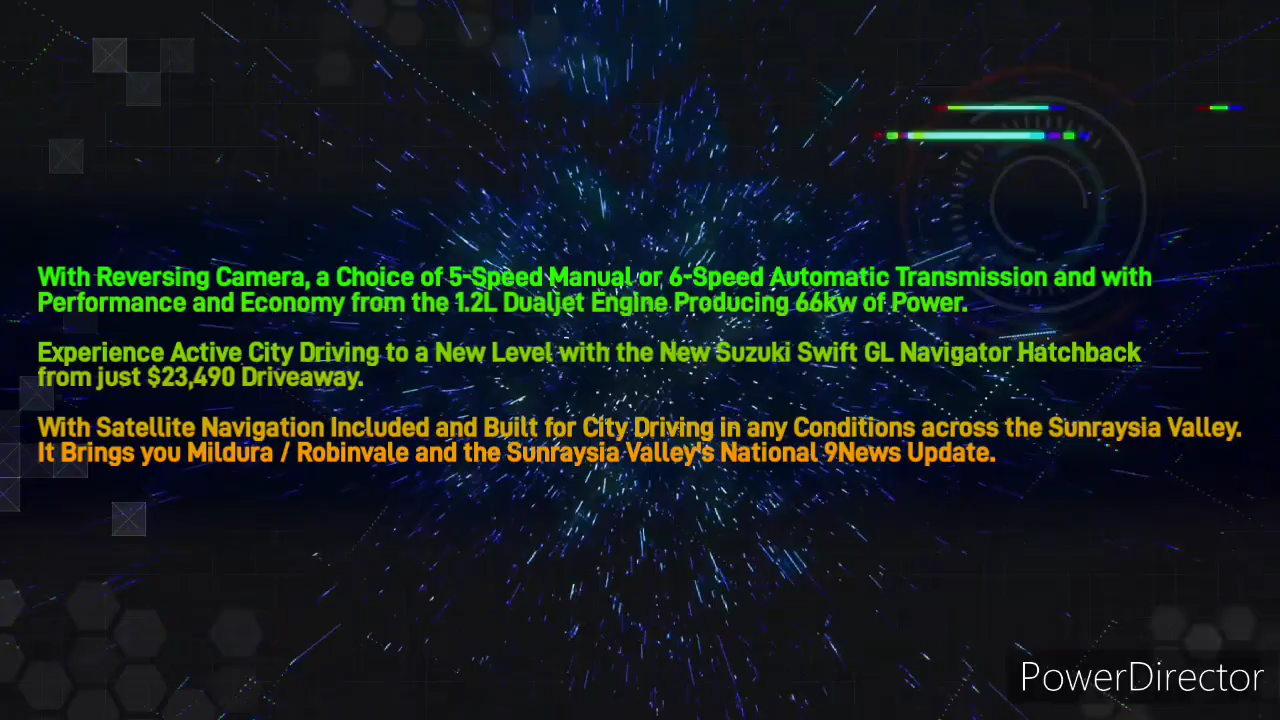 With Reversing Camera, a Choice of 5-Speed Manual or 6-Speed Automatic Transmission and with
Performance and Economy from the 1.2L Dualjet Engine Producing 66kw of Power.
Experience Active City Driving to a New Level with the New Suzuki Swift GL Navigator Hatchback
from just $23,490 Driveaway.
With Satellite Navigation Included and Built for City Driving in any Conditions across the Sunraysia Valley.
It Brings you Mildura / Robinvale and the Sunraysia Valley's National 9News Update.
PowerDirector